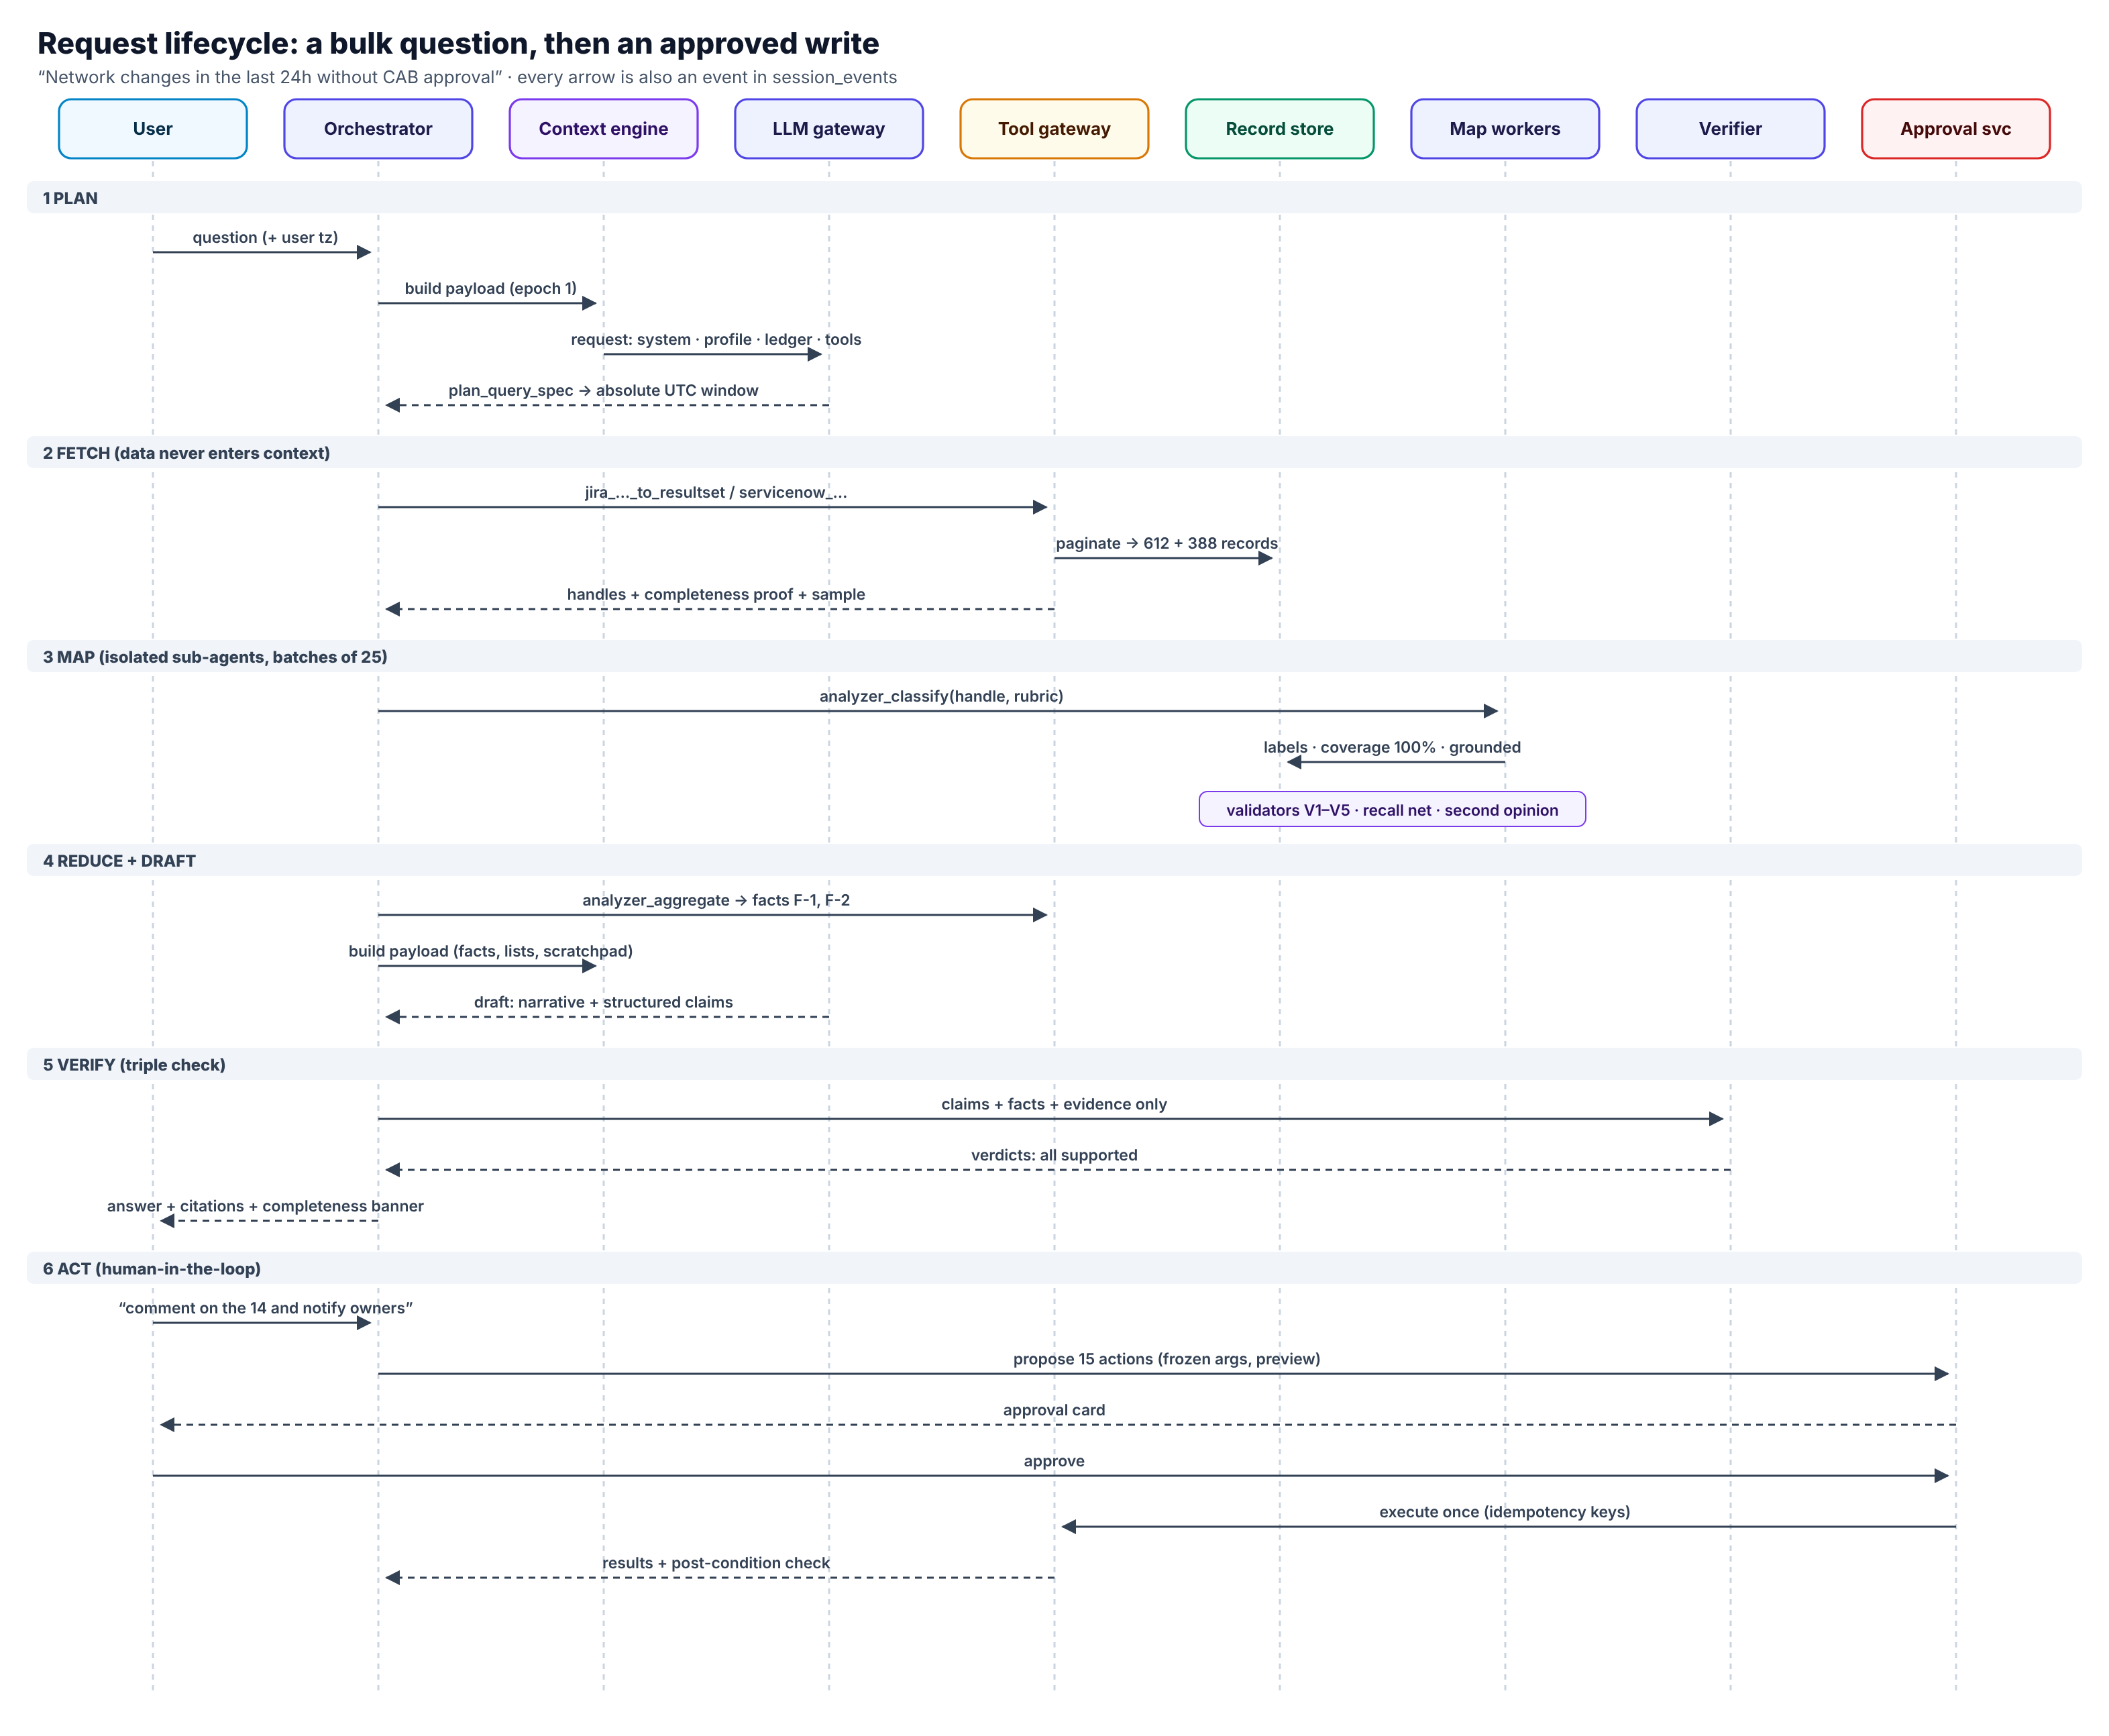 Request lifecycle: a bulk question, then an approved write
“Network changes in the last 24h without CAB approval” · every arrow is also an event in session_events
User
Orchestrator
Context engine
LLM gateway
Tool gateway
Record store
Map workers
Verifier
Approval svc
1 PLAN
question (+ user tz)
build payload (epoch 1)
request: system · profile · ledger · tools
plan_query_spec → absolute UTC window
2 FETCH (data never enters context)
jira_…_to_resultset / servicenow_…
paginate → 612 + 388 records
handles + completeness proof + sample
3 MAP (isolated sub-agents, batches of 25)
analyzer_classify(handle, rubric)
labels · coverage 100% · grounded
validators V1–V5 · recall net · second opinion
4 REDUCE + DRAFT
analyzer_aggregate → facts F-1, F-2
build payload (facts, lists, scratchpad)
draft: narrative + structured claims
5 VERIFY (triple check)
claims + facts + evidence only
verdicts: all supported
answer + citations + completeness banner
6 ACT (human-in-the-loop)
“comment on the 14 and notify owners”
propose 15 actions (frozen args, preview)
approval card
approve
execute once (idempotency keys)
results + post-condition check